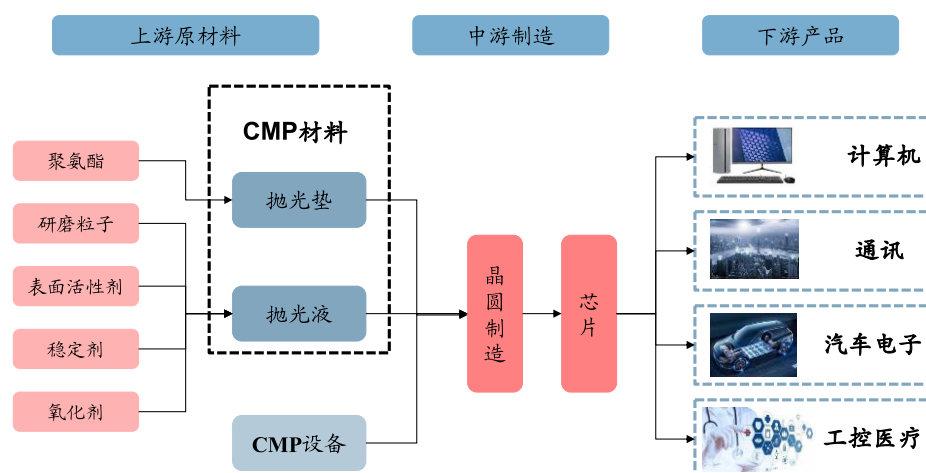 上游原材料
中游制造
下游产品
CMP材料
聚氨酯
研磨粒子
表面活性剂
稳定剂
氧化剂
抛光垫
抛光液
CMP设备
晶圆制造
芯片
计算机
通讯
汽车电子
工控医疗